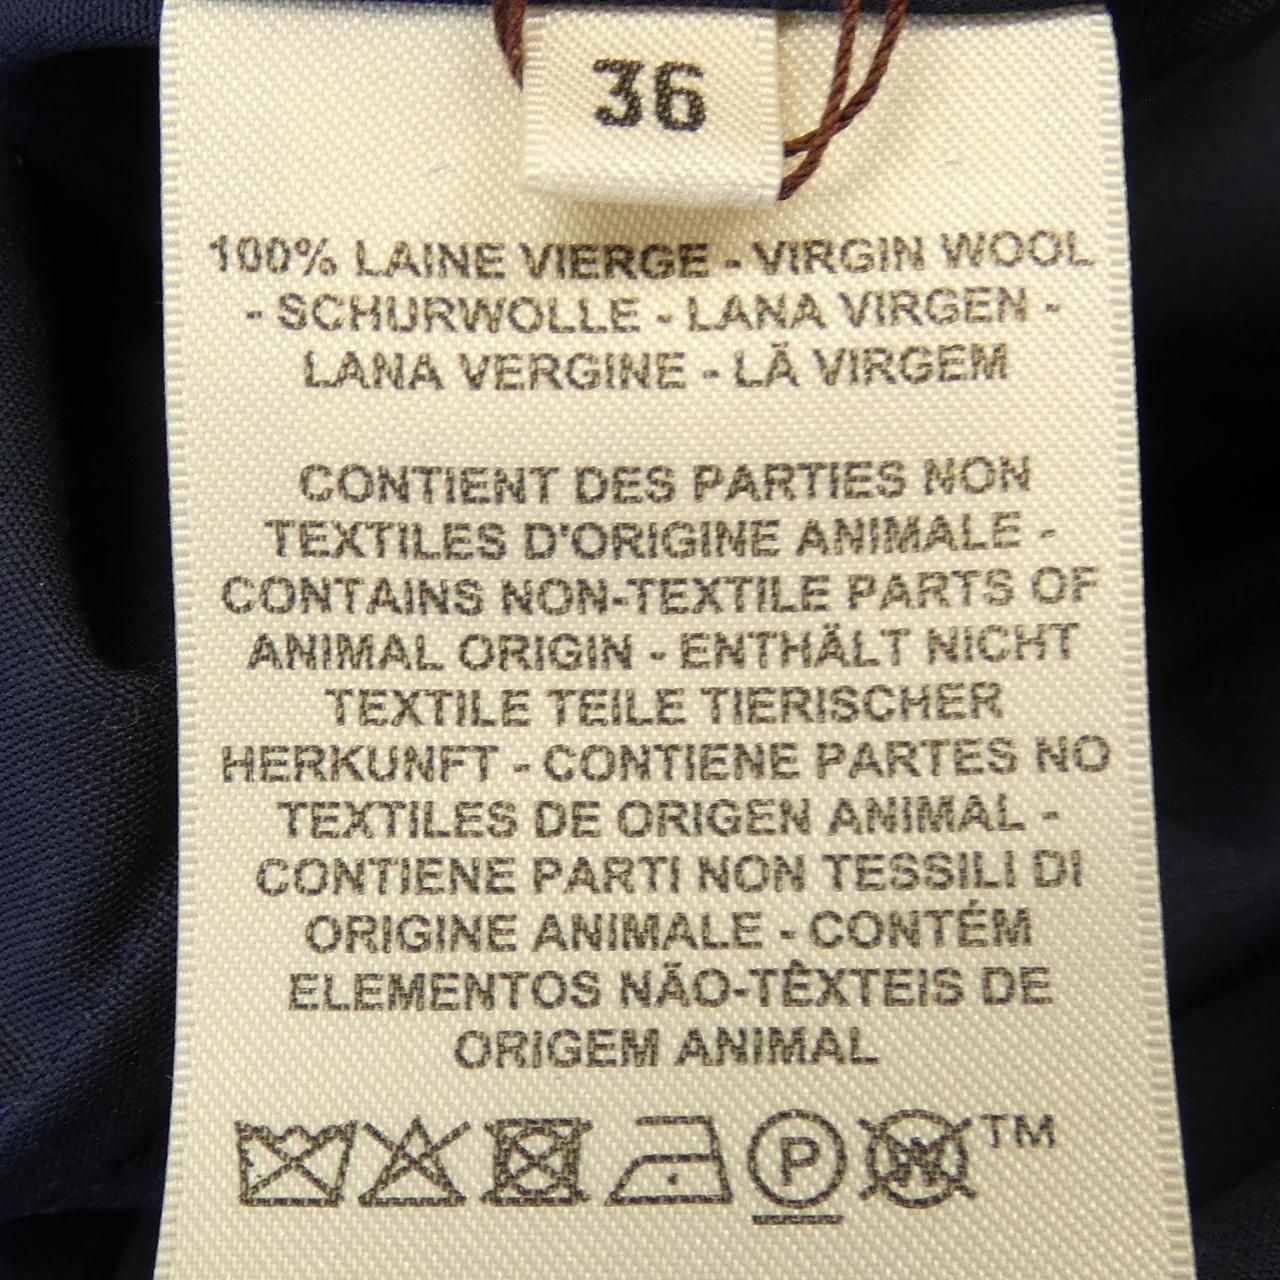 36
100% LAINE VIERGE - VIRGIN WOOL
- SCHURWOLLE - LANA VIRGEN -
LANA VERGINE - LÃ VIRGEM
CONTIENT DES PARTIES NON
TEXTILES D'ORIGINE ANIMALE -
CONTAINS NON-TEXTILE PARTS OF
ANIMAL ORIGIN - ENTHÄLT NICHT
TEXTILE TEILE TIERISCHER
HERKUNFT - CONTIENE PARTES NO
TEXTILES DE ORIGEN ANIMAL -
CONTIENE PARTI NON TESSILI DI
ORIGINE ANIMALE - CONTÉM
ELEMENTOS NÃO-TÊXTEIS DE
ORIGEM ANIMAL
P W TM